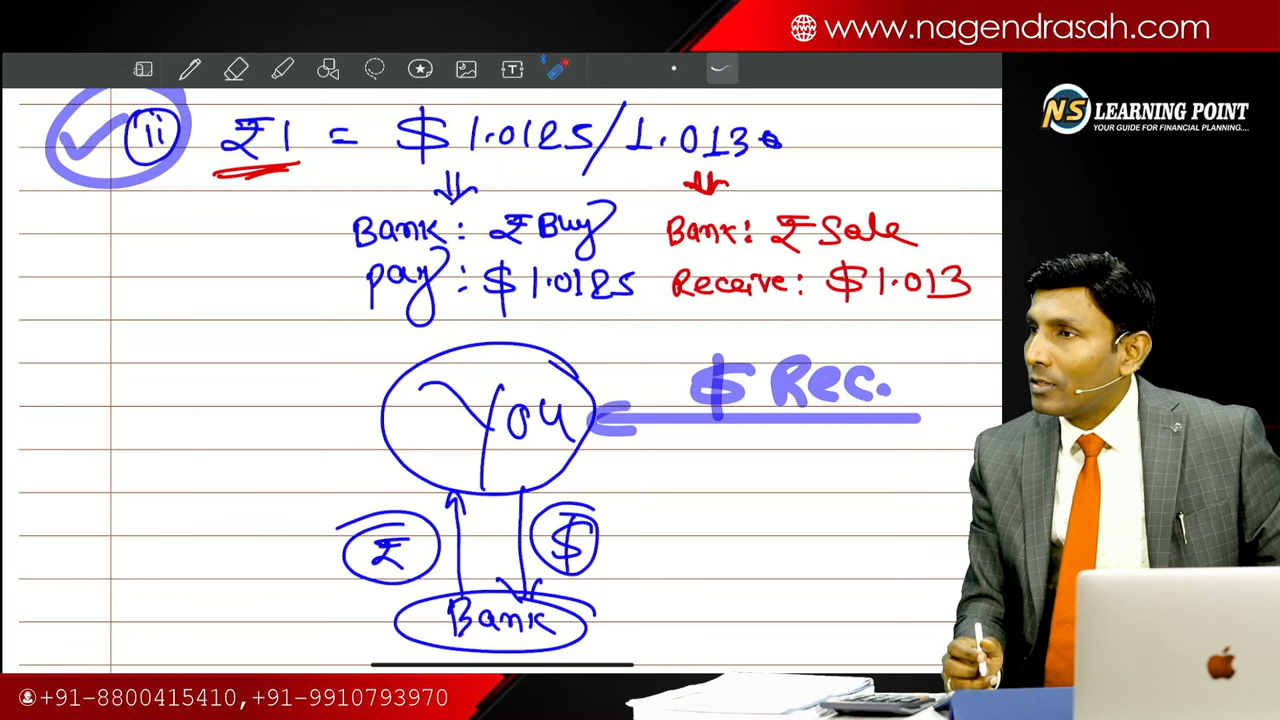 www.nagendrasah.com
NS LEARNING POINT
YOUR GUIDE FOR FINANCIAL PLANNING...
ii ₹1 = $ 1.0125/1.013
Bank: ₹ Buy
Pay: $ 1.0125
Bank: ₹ Sale
Receive: $ 1.013
You
$ Rec.
₹
$
Bank
+91-8800415410,+91-9910793970